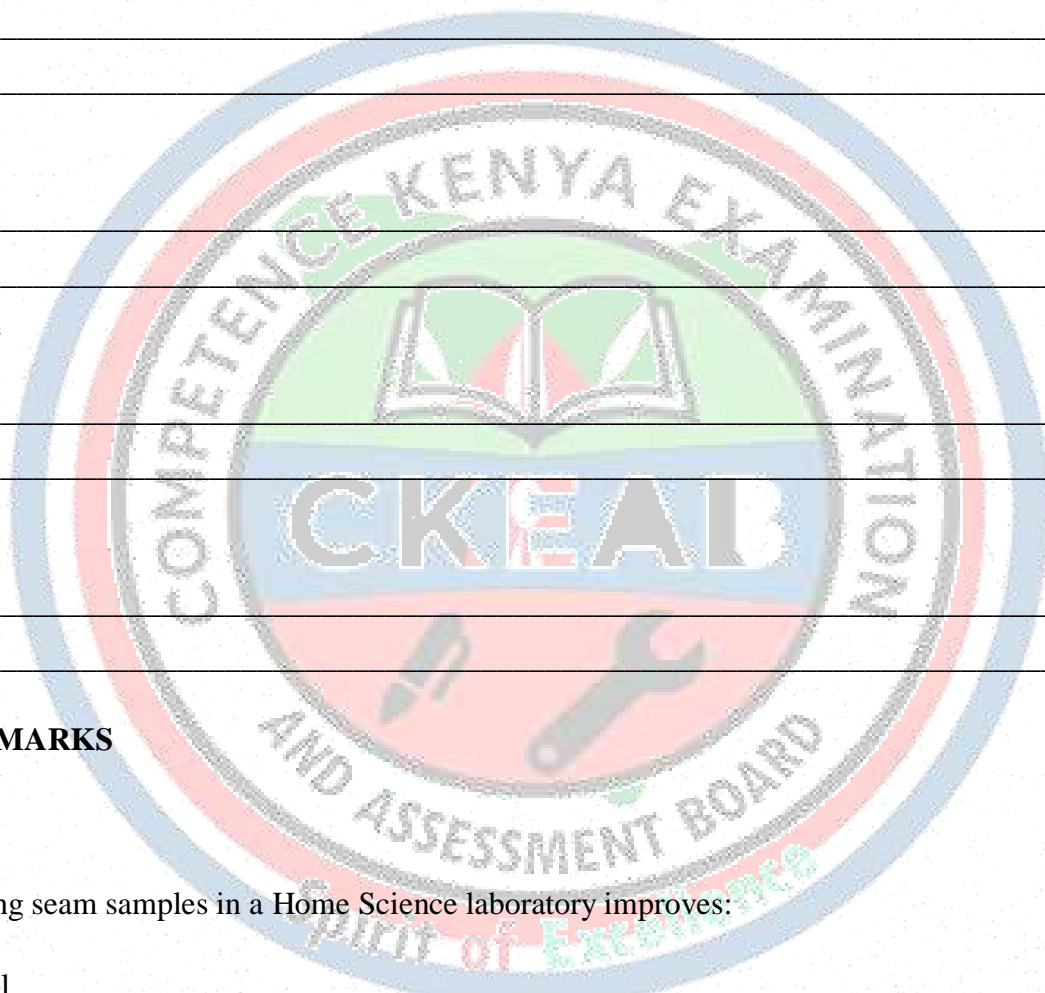 COMPETENCE KENYA EXAMINATION
CKEAB
MARKS
AND ASSESSMENT BOARD
ng seam samples in a Home Science laboratory improves:
Spirit of Excellence